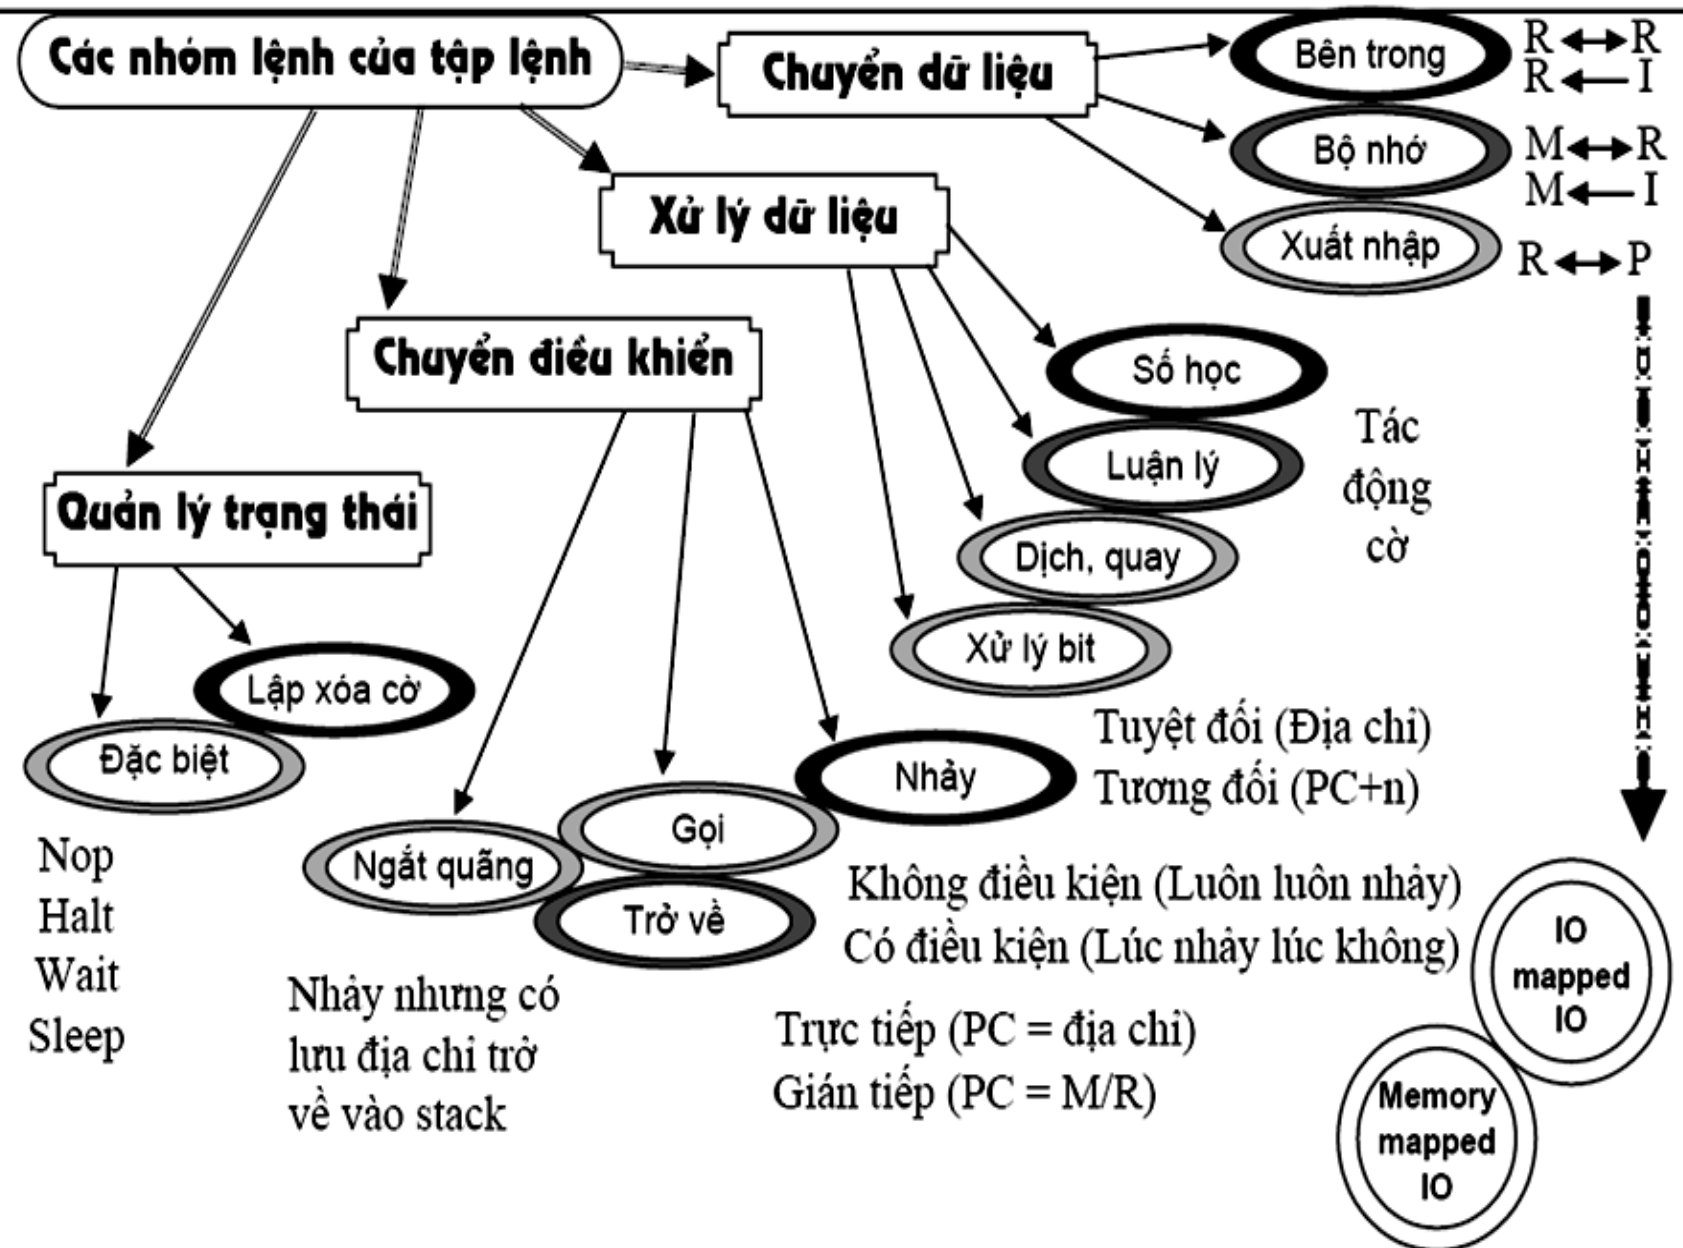 Các nhóm lệnh của tập lệnh
Chuyển dữ liệu
Bên trong
R ↔ R
R ← I
Bộ nhớ
M ↔ R
M ← I
Xuất nhập
R ↔ P
Xử lý dữ liệu
Số học
Luận lý
Dịch, quay
Xử lý bit
Tác
động
cờ
Chuyển điều khiển
Nhảy
Gọi
Trở về
Ngắt quãng
Tuyệt đối (Địa chỉ)
Tương đối (PC+n)
Không điều kiện (Luôn luôn nhảy)
Có điều kiện (Lúc nhảy lúc không)
Trực tiếp (PC = địa chỉ)
Gián tiếp (PC = M/R)
Nhảy nhưng có
lưu địa chỉ trở
về vào stack
Quản lý trạng thái
Lập xóa cờ
Đặc biệt
Nop
Halt
Wait
Sleep
IO
mapped
IO
Memory
mapped
IO